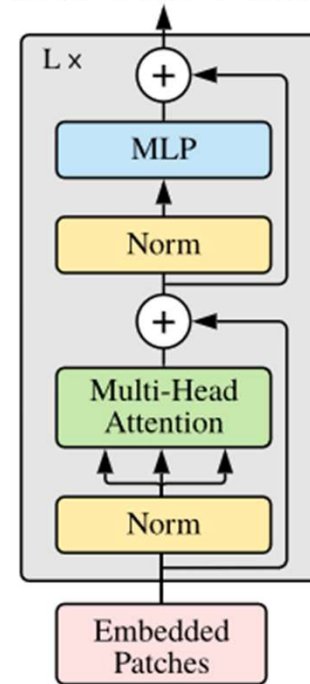 L ×
+
MLP
Norm
+
Multi-Head
Attention
Norm
Embedded
Patches